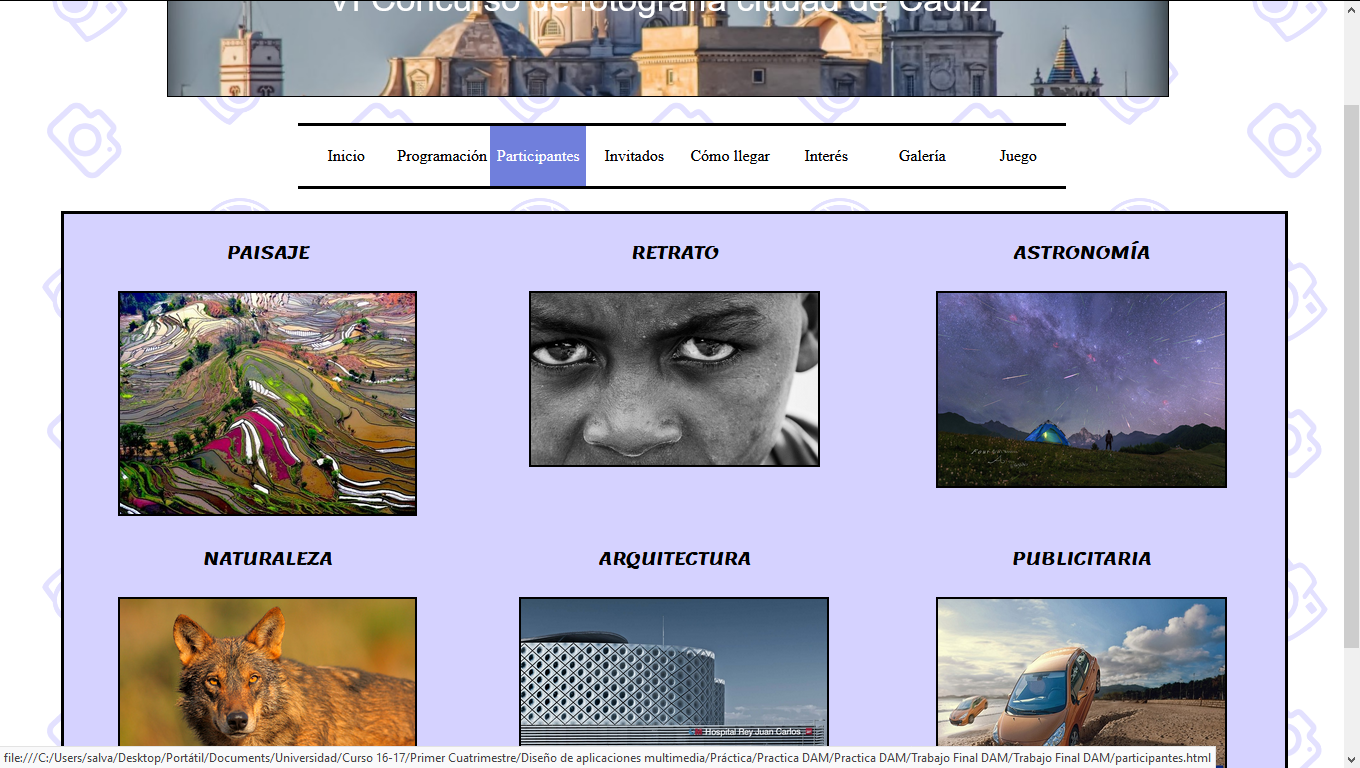 VI Concurso de fotografía ciudad de Cádiz
Inicio Programación Participantes Invitados Cómo llegar Interés Galería Juego
PAISAJE RETRATO ASTRONOMÍA
NATURALEZA ARQUITECTURA PUBLICITARIA
Hospital Rey Juan Carlos
file:///C:/Users/salva/Desktop/Portátil/Documents/Universidad/Curso 16-17/Primer Cuatrimestre/Diseño de aplicaciones multimedia/Práctica/Practica DAM/Practica DAM/Trabajo Final DAM/Trabajo Final DAM/participantes.html